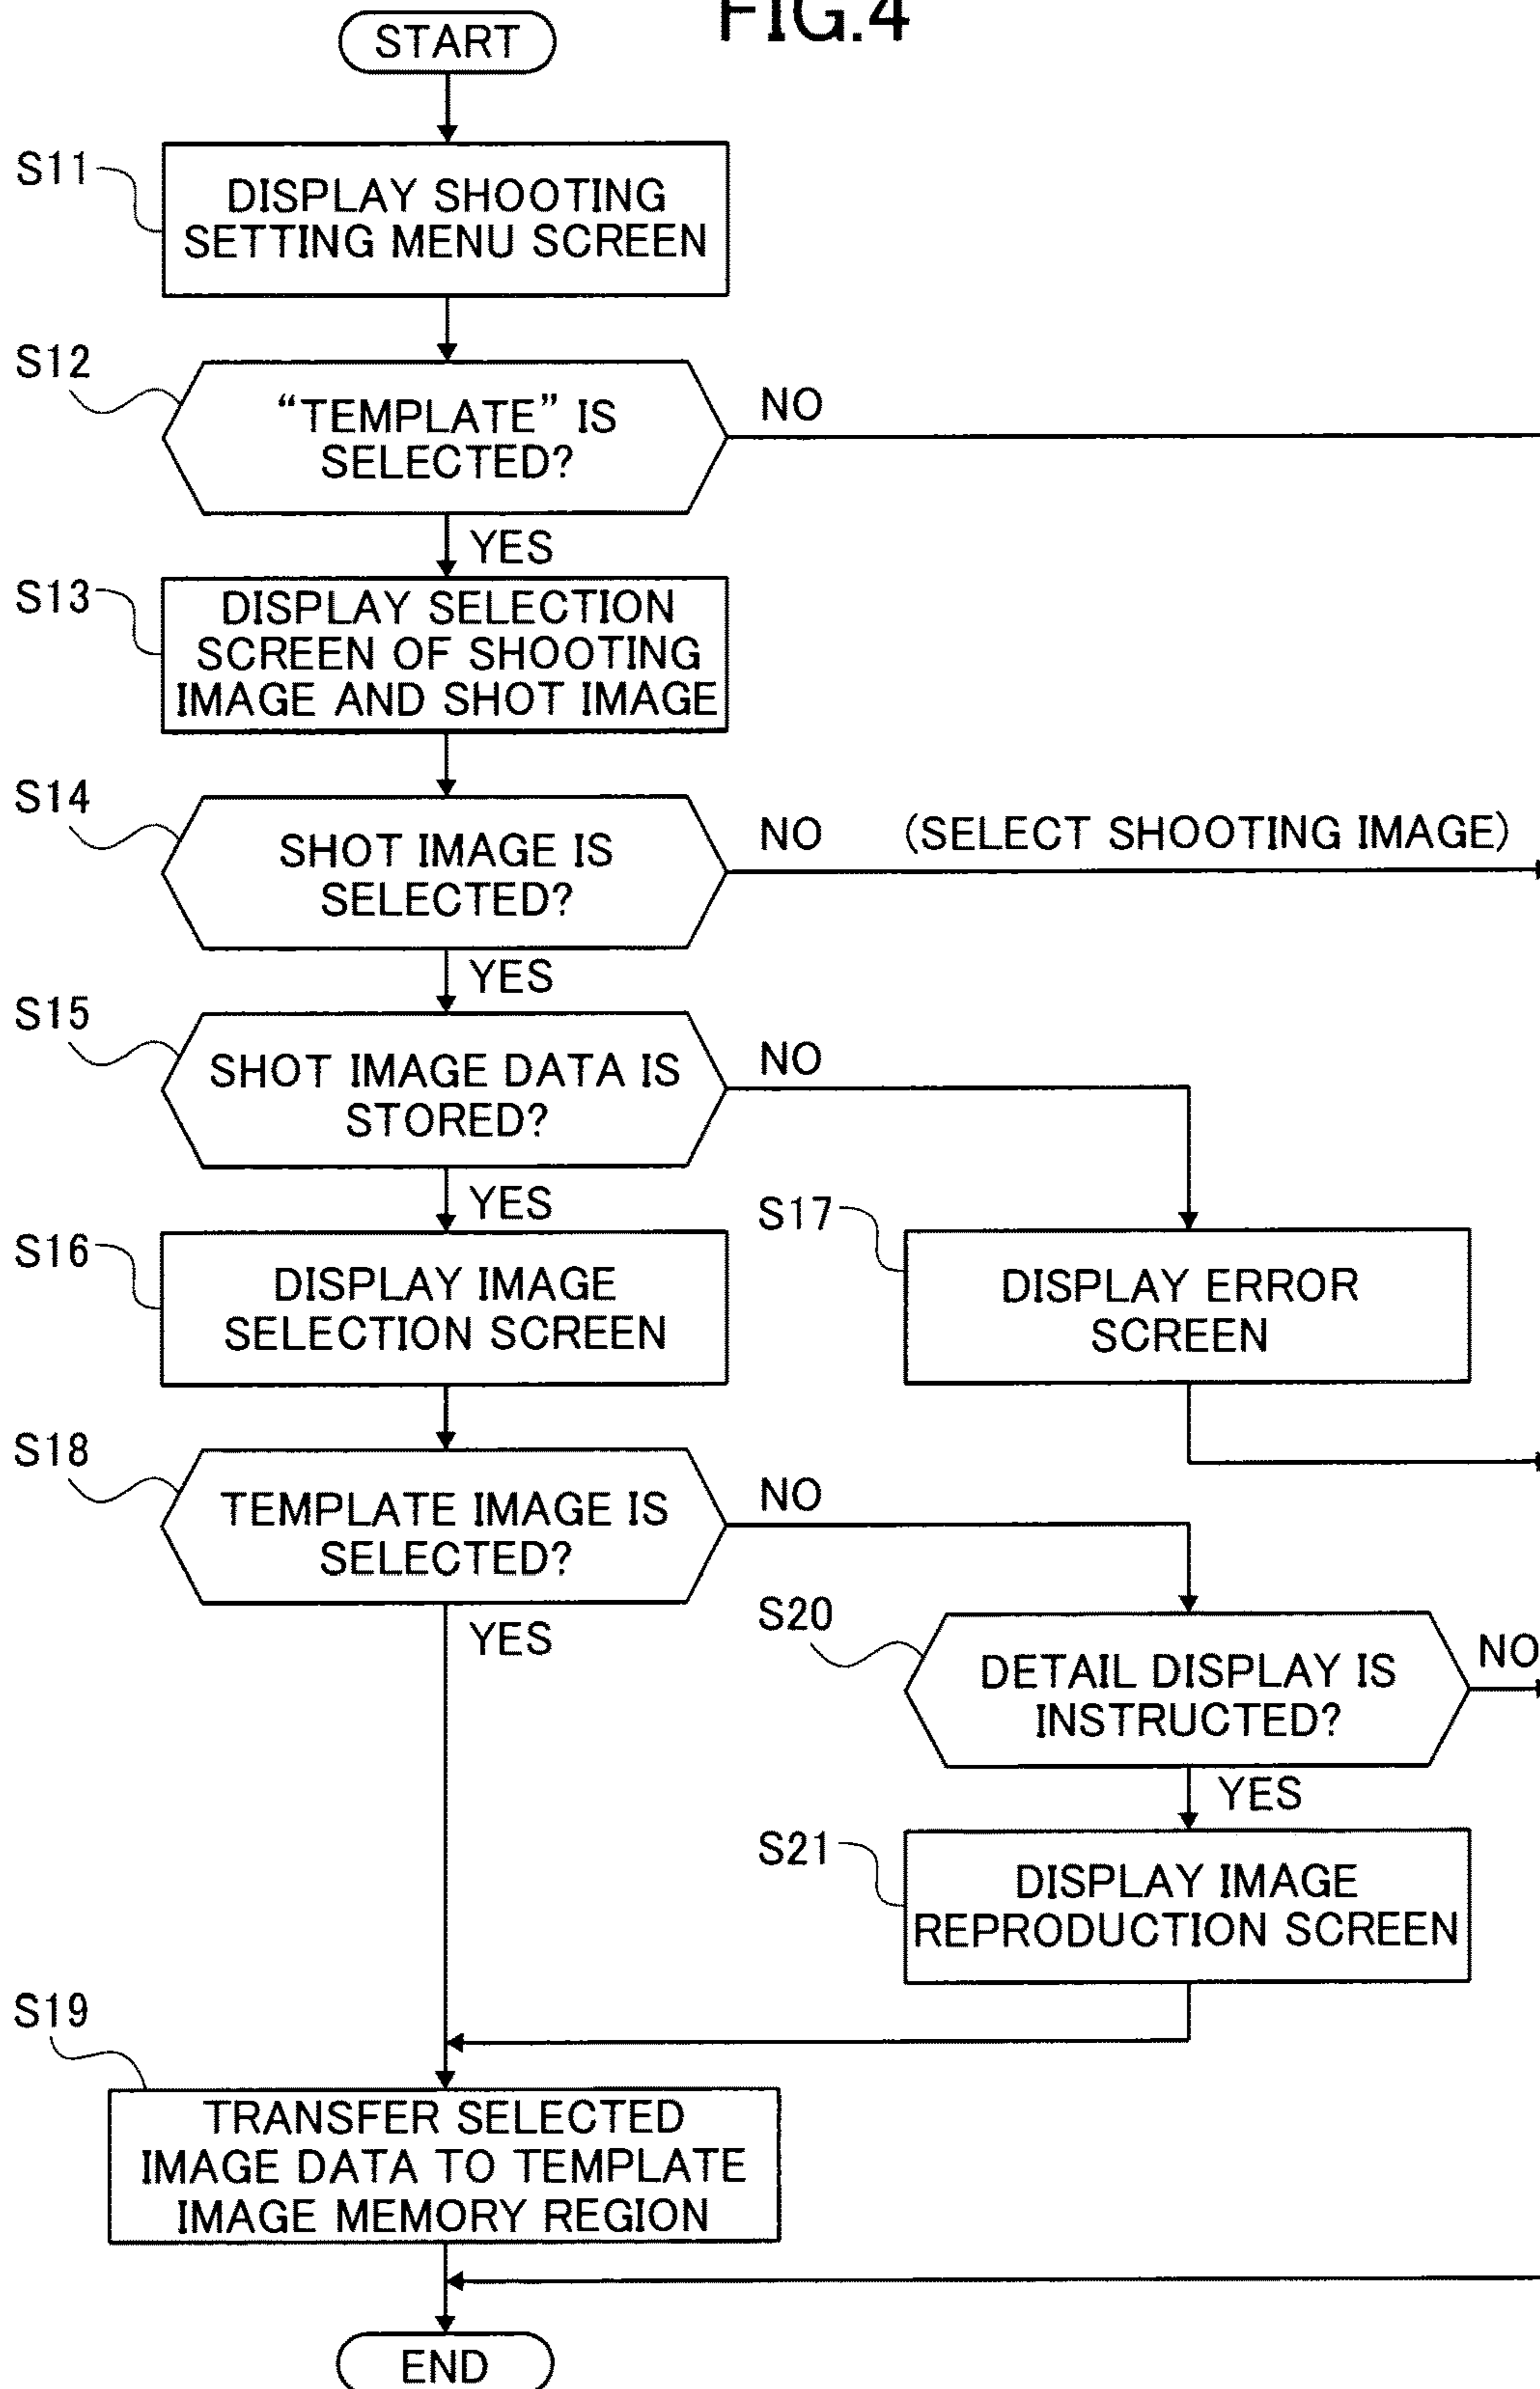 FIG.4
START
S11
DISPLAY SHOOTING
SETTING MENU SCREEN
S12
“TEMPLATE” IS
SELECTED?
NO
YES
S13
DISPLAY SELECTION
SCREEN OF SHOOTING
IMAGE AND SHOT IMAGE
S14
SHOT IMAGE IS
SELECTED?
NO (SELECT SHOOTING IMAGE)
YES
S15
SHOT IMAGE DATA IS
STORED?
NO
YES
S16
DISPLAY IMAGE
SELECTION SCREEN
S17
DISPLAY ERROR
SCREEN
S18
TEMPLATE IMAGE IS
SELECTED?
NO
YES
S20
DETAIL DISPLAY IS
INSTRUCTED?
NO
YES
S21
DISPLAY IMAGE
REPRODUCTION SCREEN
S19
TRANSFER SELECTED
IMAGE DATA TO TEMPLATE
IMAGE MEMORY REGION
END